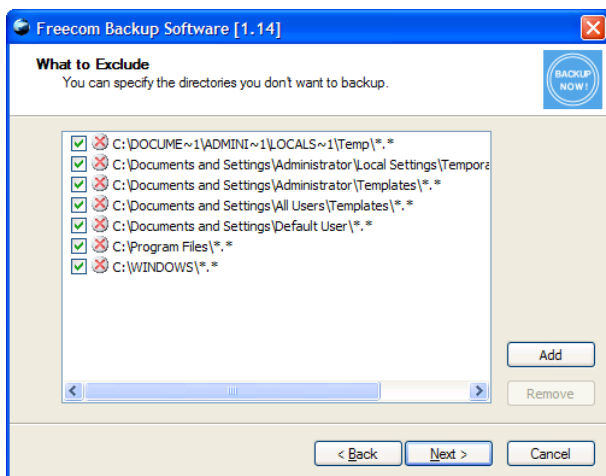 Freecom Backup Software [1.14]
What to Exclude
You can specify the directories you don't want to backup.
BACKUP
NOW!
C:\DOCUME~1\ADMINI~1\LOCALS~1\Temp\*.*
C:\Documents and Settings\Administrator\Local Settings\Tempora
C:\Documents and Settings\Administrator\Templates\*.*
C:\Documents and Settings\All Users\Templates\*.*
C:\Documents and Settings\Default User\*.*
C:\Program Files\*.*
C:\WINDOWS\*.*
Add
Remove
< Back
Next >
Cancel